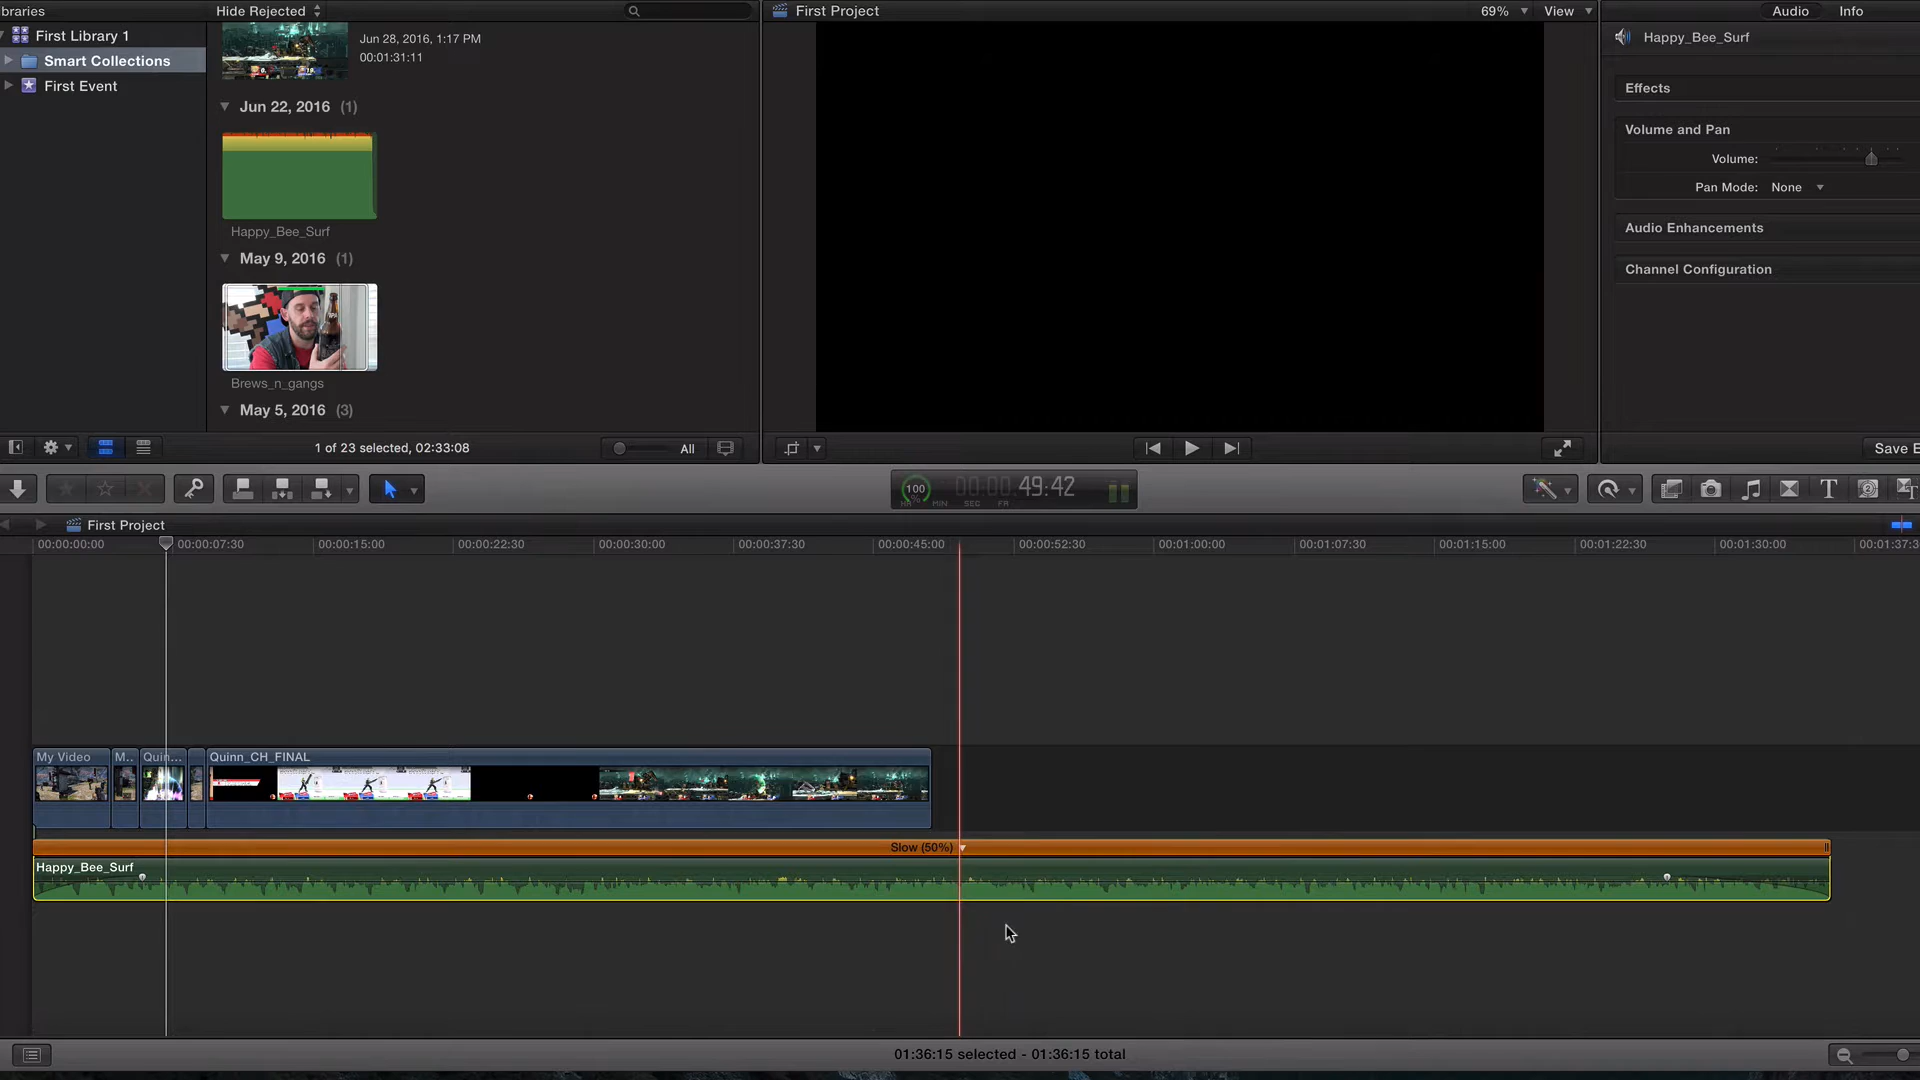 braries
Hide Rejected
First Project
69%
View
Audio
Info
First Library 1
Smart Collections
First Event
Jun 28, 2016, 1:17 PM
00:01:31:11
Jun 22, 2016 (1)
Happy_Bee_Surf
May 9, 2016 (1)
Brews_n_gangs
May 5, 2016 (3)
Happy_Bee_Surf
Effects
Volume and Pan
Volume:
Pan Mode: None
Audio Enhancements
Channel Configuration
1 of 23 selected, 02:33:08
All
Save E
100
%
00:00:49:42
HR MIN SEC FR
First Project
00:00:00:00 00:00:07:30 00:00:15:00 00:00:22:30 00:00:30:00 00:00:37:30 00:00:45:00 00:00:52:30 00:01:00:00 00:01:07:30 00:01:15:00 00:01:22:30 00:01:30:00 00:01:37:3
My Video M.. Quin... Quinn_CH_FINAL
Slow (50%)
Happy_Bee_Surf
01:36:15 selected - 01:36:15 total